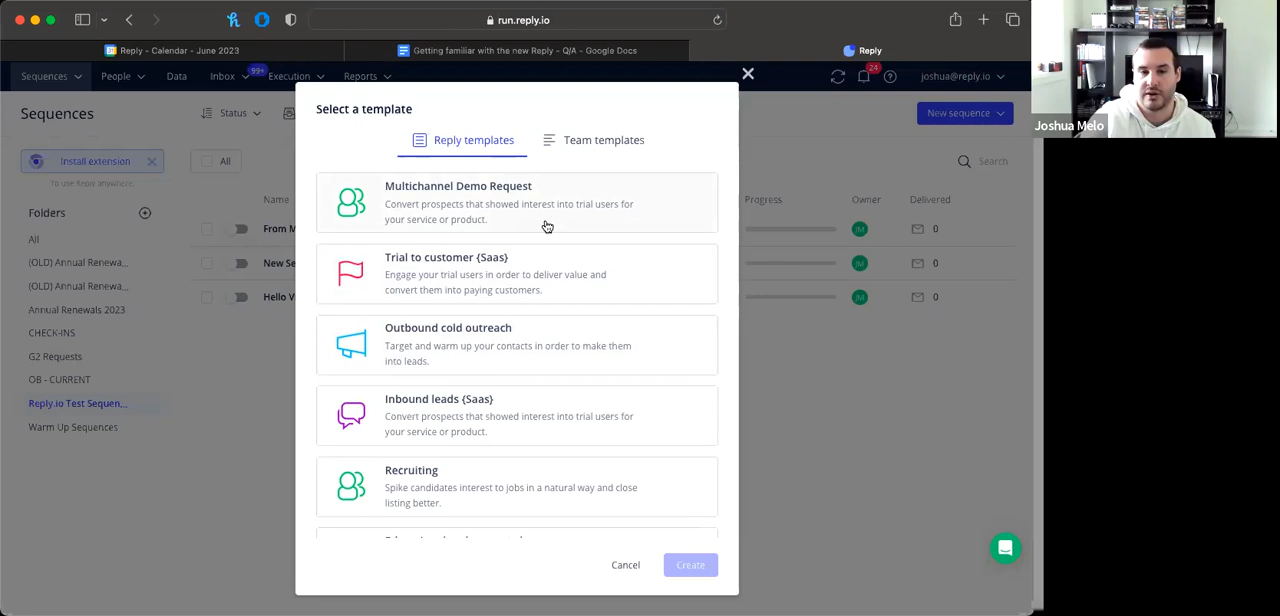 run.reply.io
Reply - Calendar - June 2023
Getting familiar with the new Reply - Q/A - Google Docs
Reply
Sequences
People
Data
Inbox
99+
Execution
Reports
24
joshua@reply.io
Joshua Melo
Sequences
Status
New sequence
Install extension
All
Search
To use Reply anywhere.
Folders
Name
Progress
Owner
Delivered
All
From M
JM
0
(OLD) Annual Renewa...
New Se
JM
0
(OLD) Annual Renewa...
Hello V
JM
0
Annual Renewals 2023
CHECK-INS
G2 Requests
OB - CURRENT
Reply.io Test Sequen...
Warm Up Sequences
Select a template
Reply templates
Team templates
Multichannel Demo Request
Convert prospects that showed interest into trial users for
your service or product.
Trial to customer {Saas}
Engage your trial users in order to deliver value and
convert them into paying customers.
Outbound cold outreach
Target and warm up your contacts in order to make them
into leads.
Inbound leads {Saas}
Convert prospects that showed interest into trial users for
your service or product.
Recruiting
Spike candidates interest to jobs in a natural way and close
listing better.
Cancel
Create